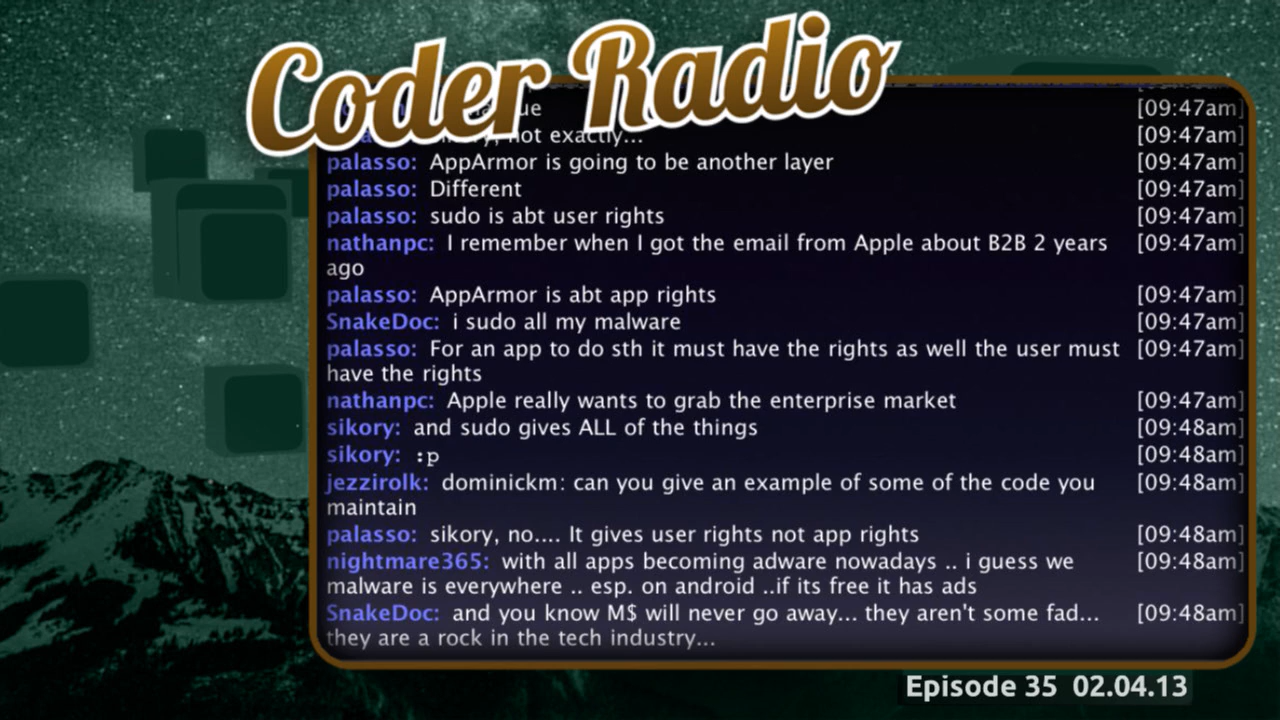 Coder Radio
ue [09:47am]
not exactly... [09:47am]
palasso: AppArmor is going to be another layer [09:47am]
palasso: Different [09:47am]
palasso: sudo is abt user rights [09:47am]
nathanpc: I remember when I got the email from Apple about B2B 2 years [09:47am]
ago
palasso: AppArmor is abt app rights [09:47am]
SnakeDoc: i sudo all my malware [09:47am]
palasso: For an app to do sth it must have the rights as well the user must [09:47am]
have the rights
nathanpc: Apple really wants to grab the enterprise market [09:47am]
sikory: and sudo gives ALL of the things [09:48am]
sikory: :p [09:48am]
jezzirolk: dominickm: can you give an example of some of the code you [09:48am]
maintain
palasso: sikory, no.... It gives user rights not app rights [09:48am]
nightmare365: with all apps becoming adware nowadays .. i guess we [09:48am]
malware is everywhere .. esp. on android ..if its free it has ads
SnakeDoc: and you know M$ will never go away... they aren't some fad... [09:48am]
they are a rock in the tech industry...
Episode 35 02.04.13